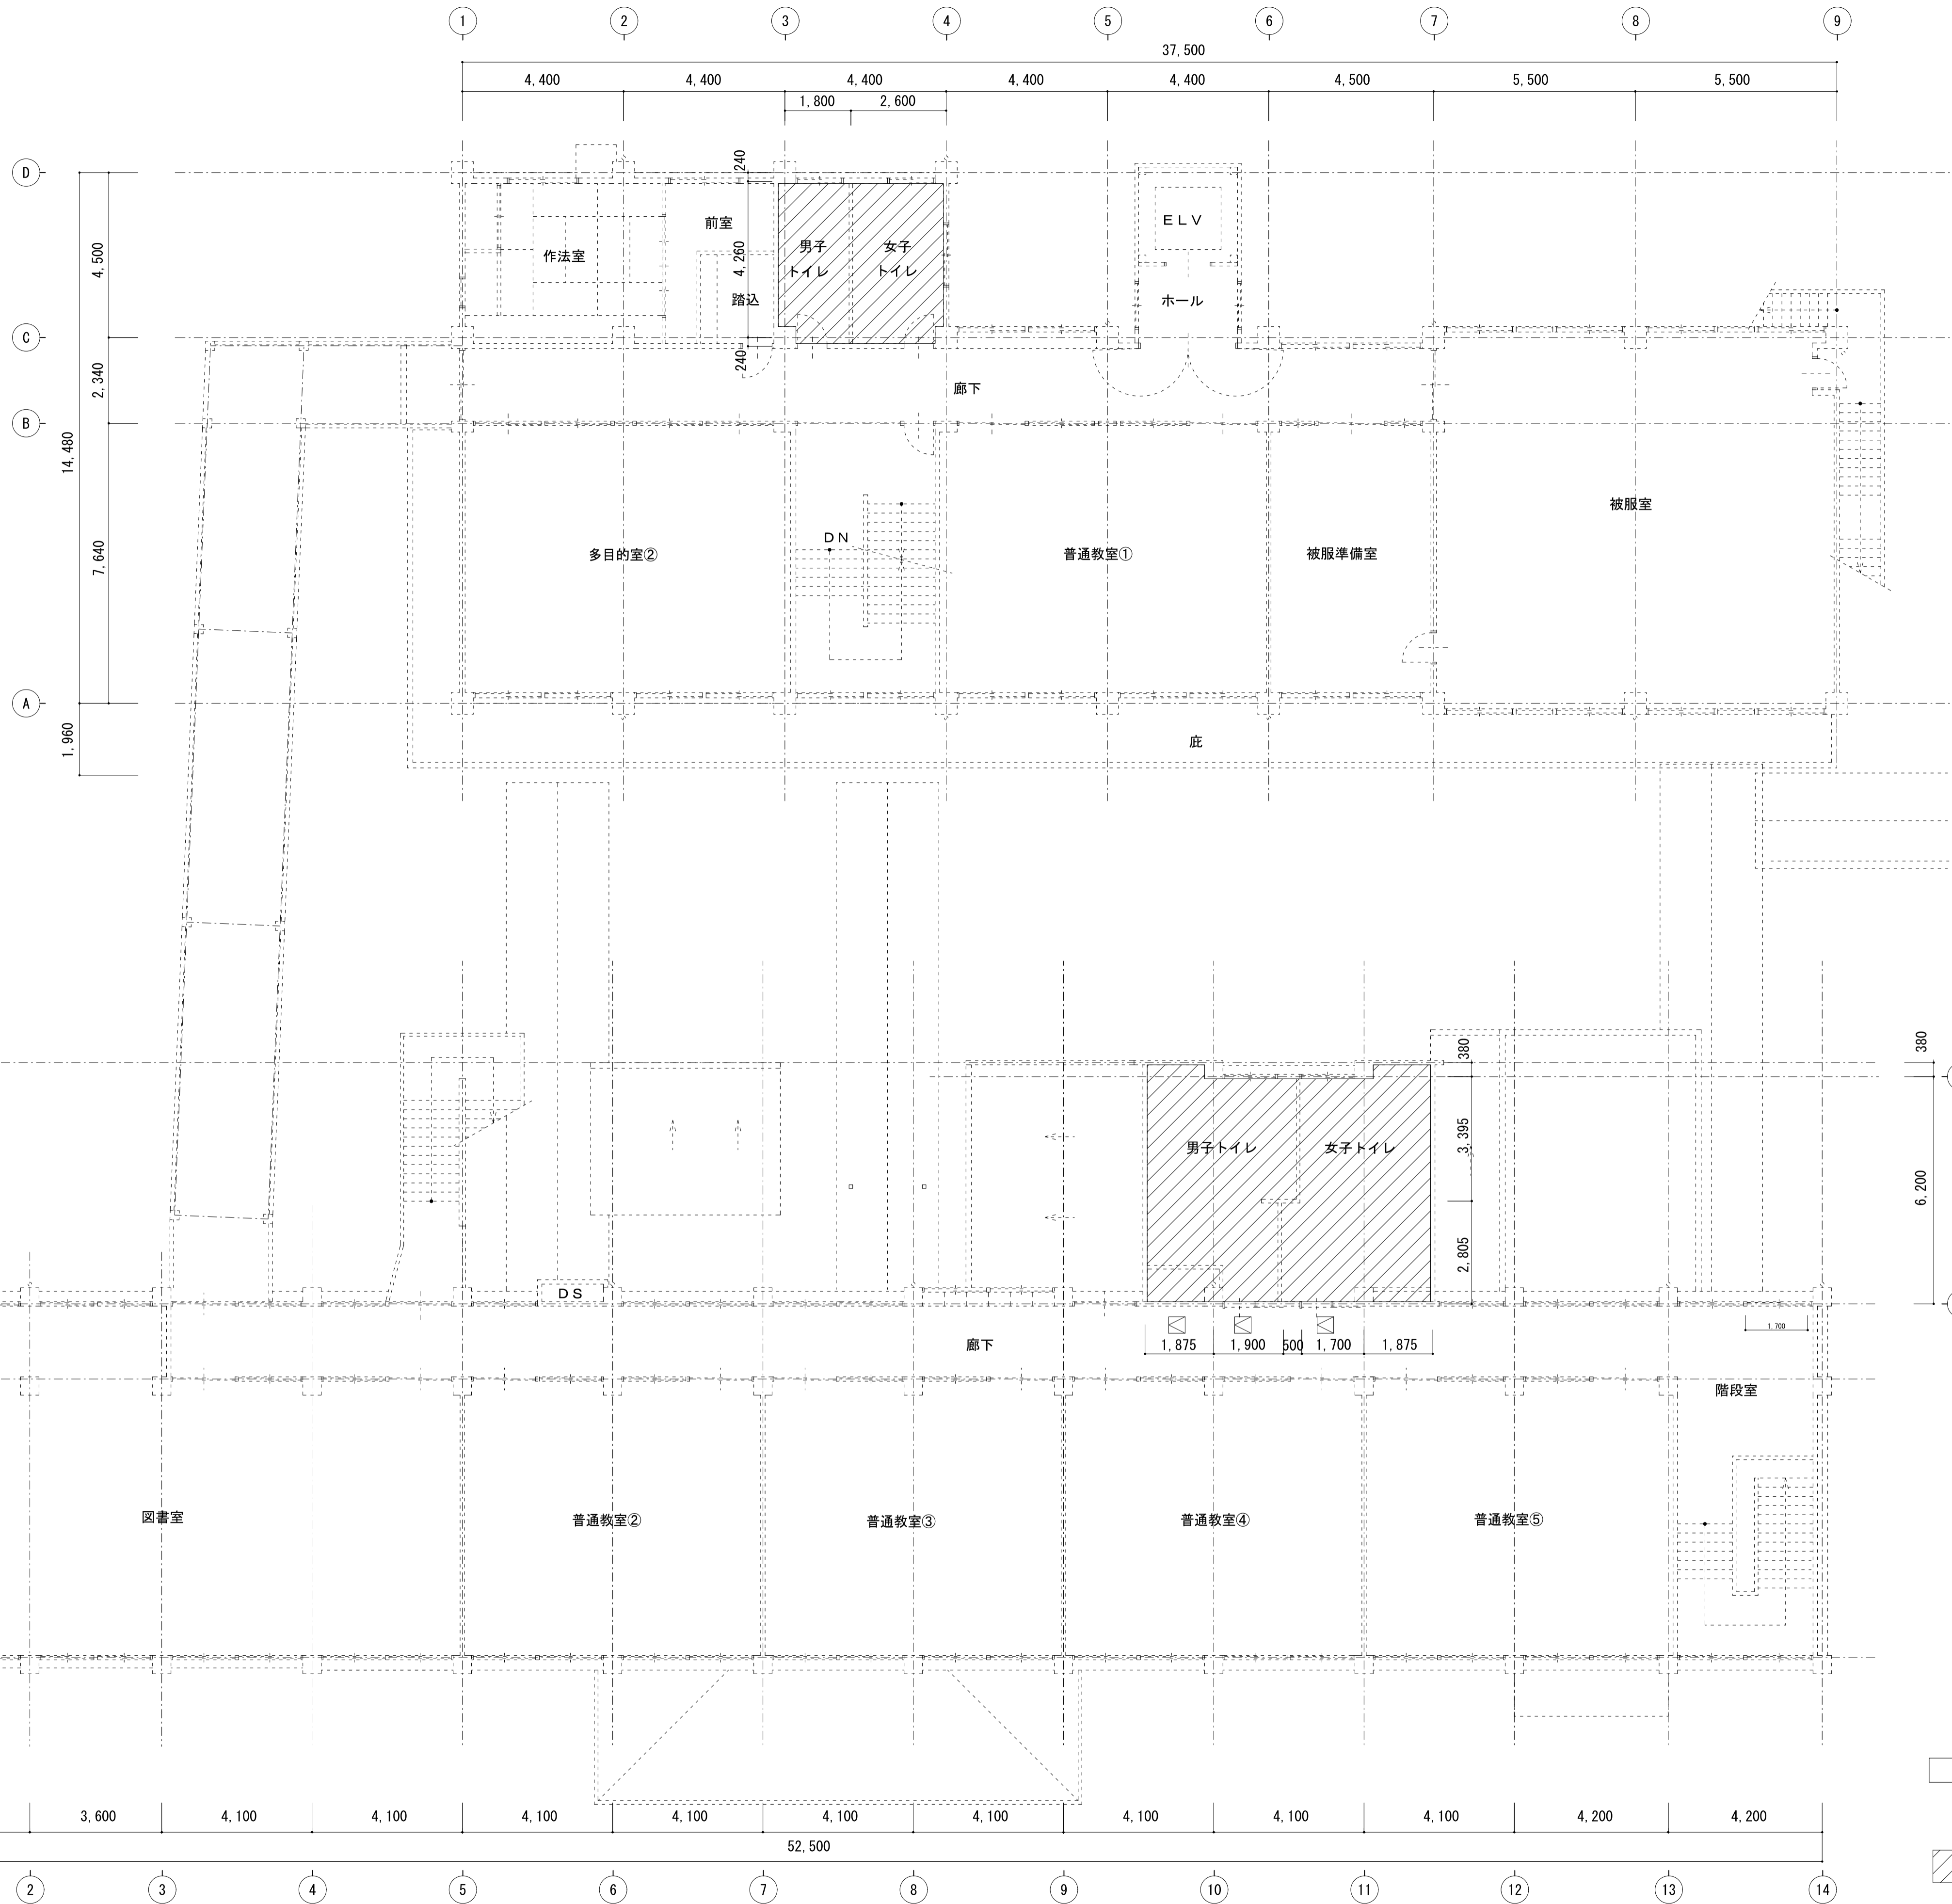 1 2 3 4 5 6 7 8 9
37,500
4,400 4,400 4,400 4,400 4,400 4,500 5,500 5,500
1,800 2,600
D
240
4,500
前室
作法室
4,260
男子
トイレ
女子
トイレ
踏込
ELV
ホール
C
240
2,340
廊下
B
14,480
7,640
多目的室②
DN
普通教室①
被服準備室
被服室
A
1,960
庇
380
380
男子トイレ
女子トイレ
3,395
6,200
2,805
DS
廊下
1,875 1,900 500 1,700 1,875
1,700
階段室
図書室
普通教室②
普通教室③
普通教室④
普通教室⑤
3,600 4,100 4,100 4,100 4,100 4,100 4,100 4,100 4,100 4,100 4,200 4,200
52,500
2 3 4 5 6 7 8 9 10 11 12 13 14